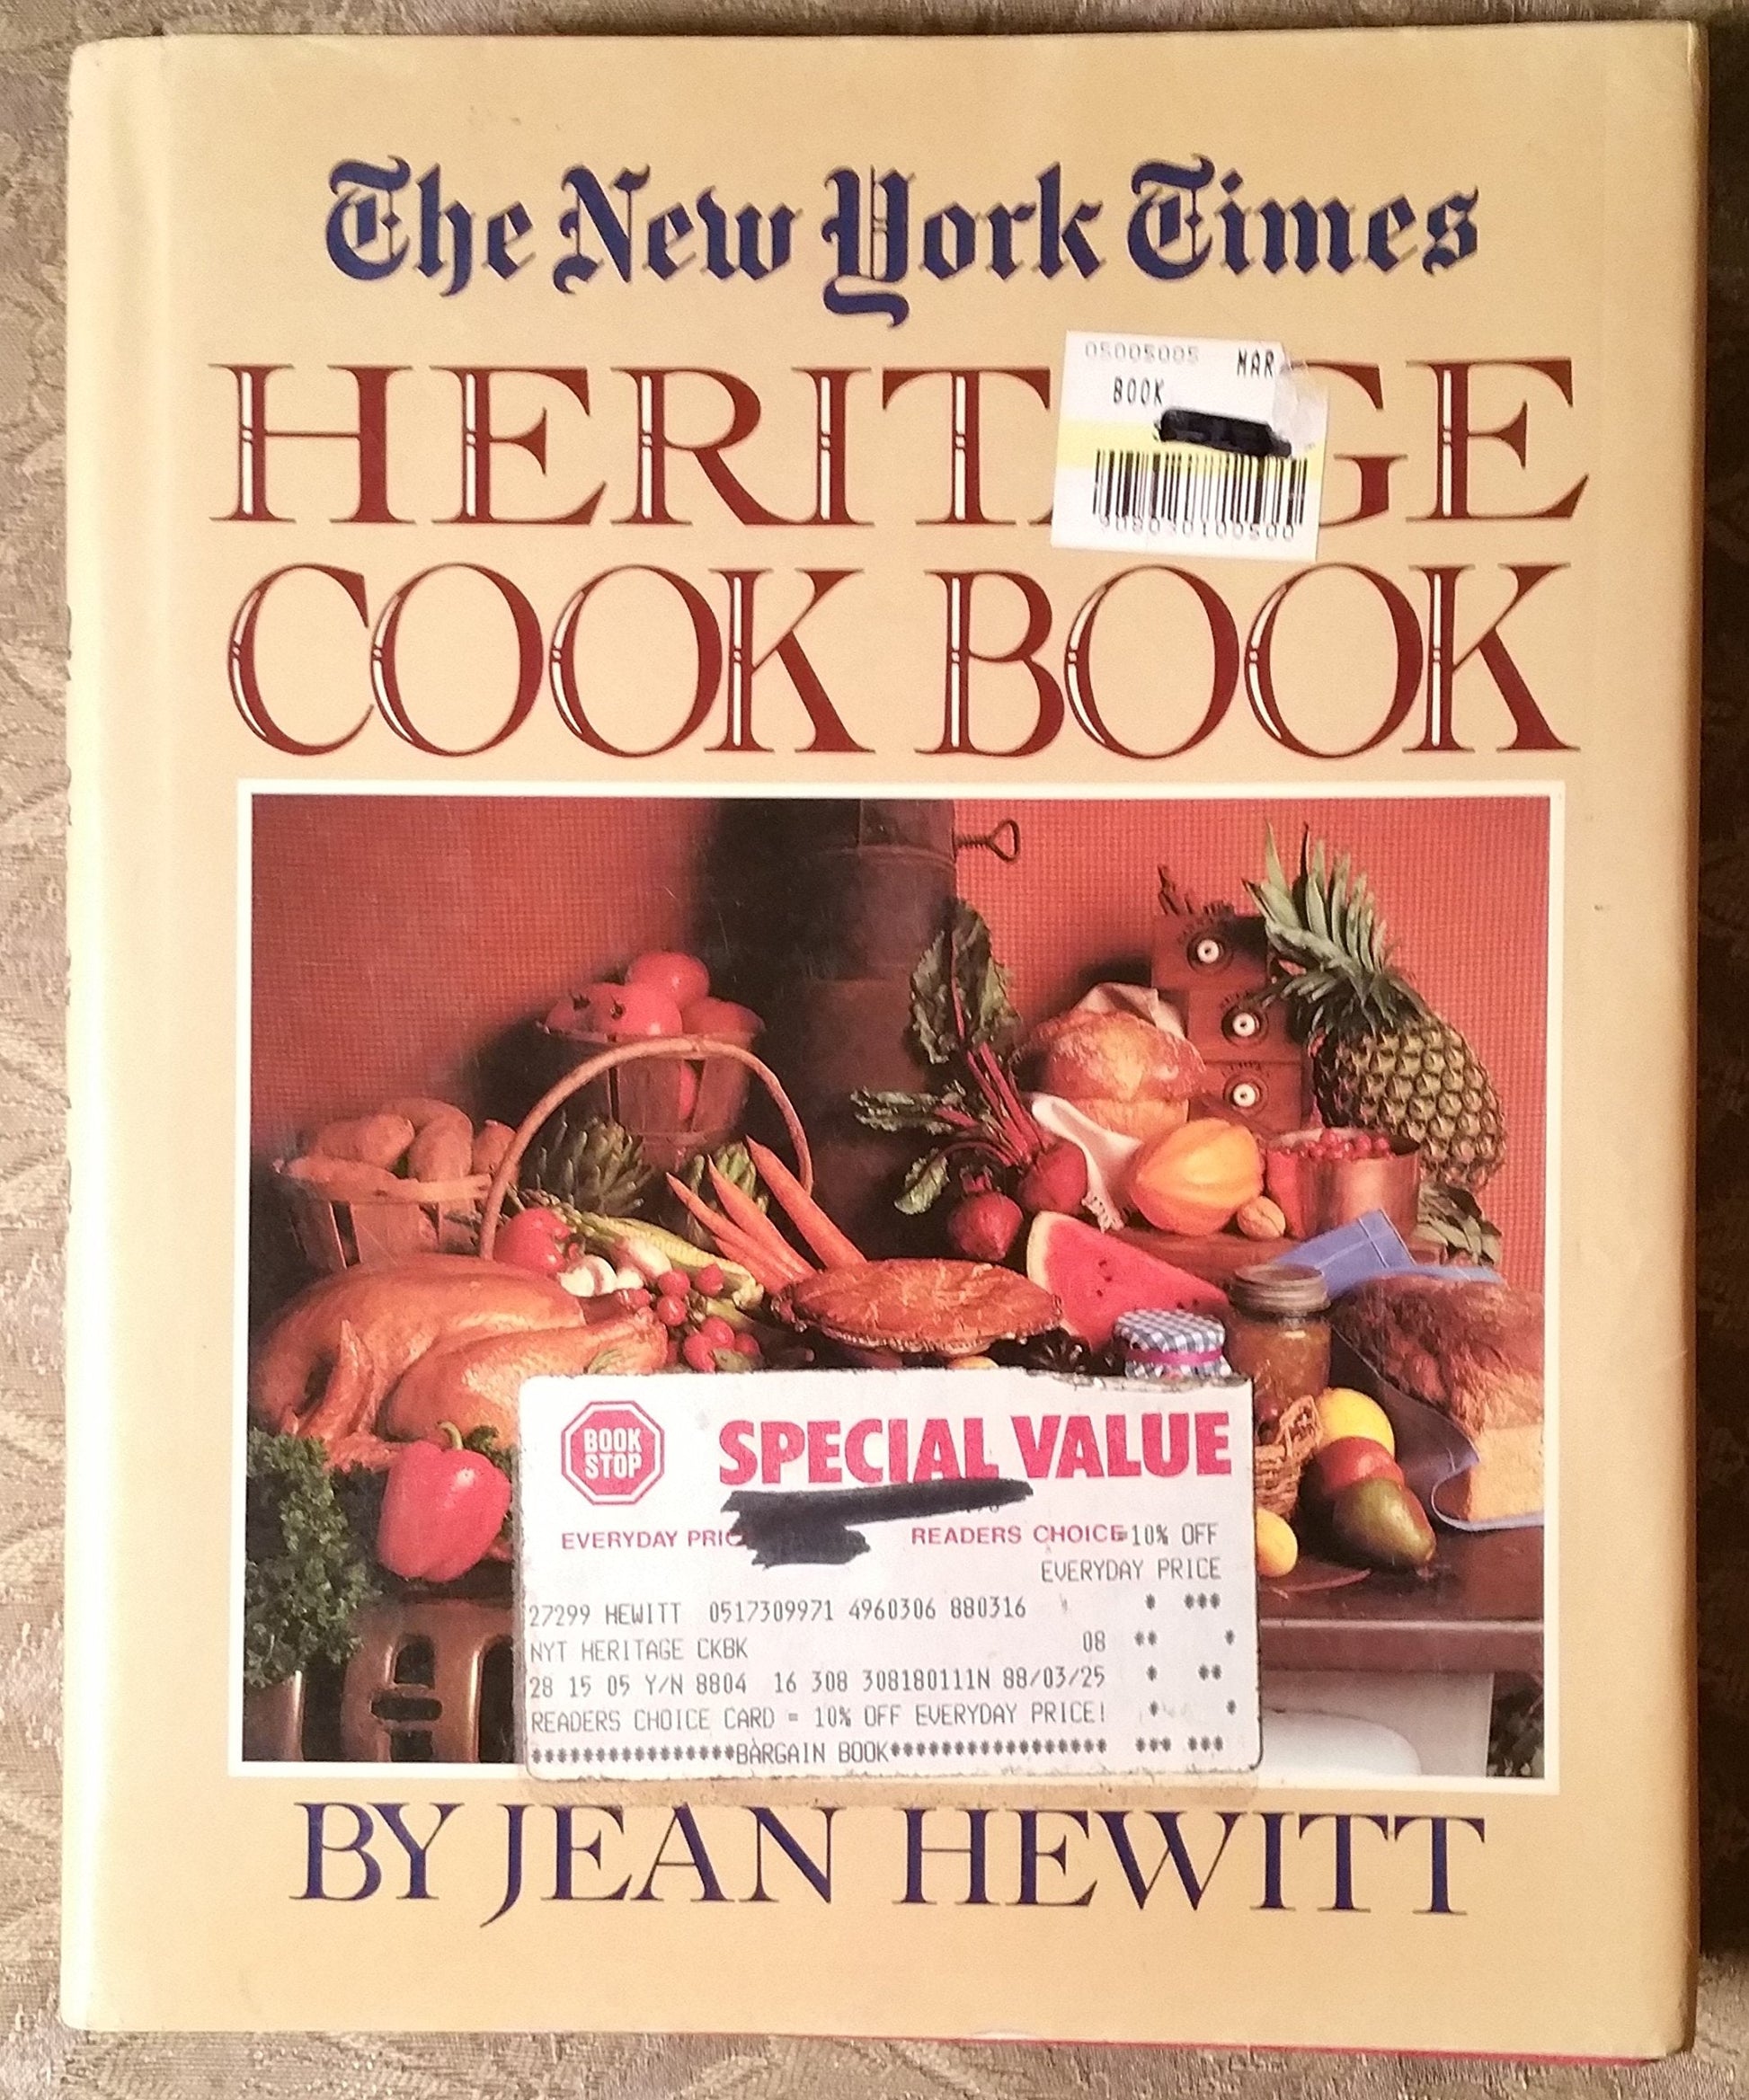 The New York Times
HERIT GE
05005005 MAR
BOOK
COOK BOOK
BOOK
STOP
SPECIAL VALUE
EVERYDAY PRIC READERS CHOICE=10% OFF
EVERYDAY PRICE
27299 HEWITT 0517309971 4960306 880316 * ***
NYT HERITAGE CKBK 08 ** *
28 15 05 Y/N 8804 16 308 308180111N 88/03/25 * **
READERS CHOICE CARD = 10% OFF EVERYDAY PRICE! * *
****************BARGAIN BOOK***************** *** ***
BY JEAN HEWITT